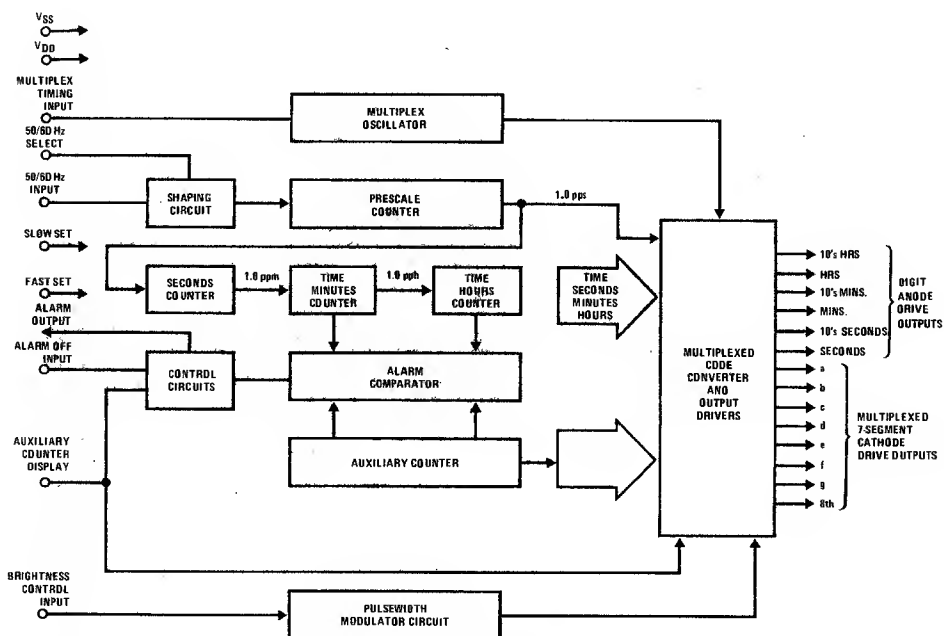 VSS
VDD
MULTIPLEX
TIMING
INPUT
50/60 Hz
SELECT
50/60 Hz
INPUT
SLOW SET
FAST SET
ALARM
OUTPUT
ALARM OFF
INPUT
AUXILIARY
COUNTER
DISPLAY
BRIGHTNESS
CONTROL
INPUT
MULTIPLEX
OSCILLATOR
SHAPING
CIRCUIT
PRESCALE
COUNTER
1.0 pps
SECONDS
COUNTER
1.0 ppm
TIME
MINUTES
COUNTER
1.0 pph
TIME
HOURS
COUNTER
TIME
SECONDS
MINUTES
HOURS
CONTROL
CIRCUITS
ALARM
COMPARATOR
AUXILIARY COUNTER
PULSEWIDTH
MODULATOR CIRCUIT
MULTIPLEXED
CODE
CONVERTER
AND
OUTPUT
DRIVERS
10's HRS
HRS
10's MINS.
MINS.
10's SECONDS
SECONDS
DIGIT
ANODE
DRIVE
OUTPUTS
a
b
c
d
e
f
g
8th
MULTIPLEXED
7-SEGMENT
CATHODE
DRIVE OUTPUTS